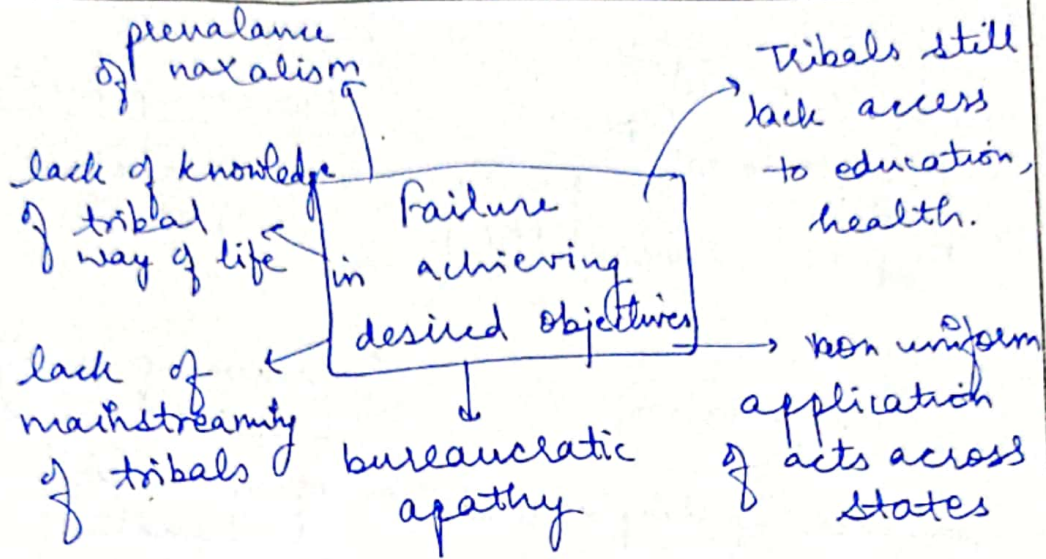 prevalance
of naxalism
Tribals still
lack access
to education,
health.
lack of knowledge
of tribal
way of life
Failure
in achieving
desired objectives
lack of
mainstreamity
of tribals
bureaucratic
apathy
non uniform
application
of acts across
states